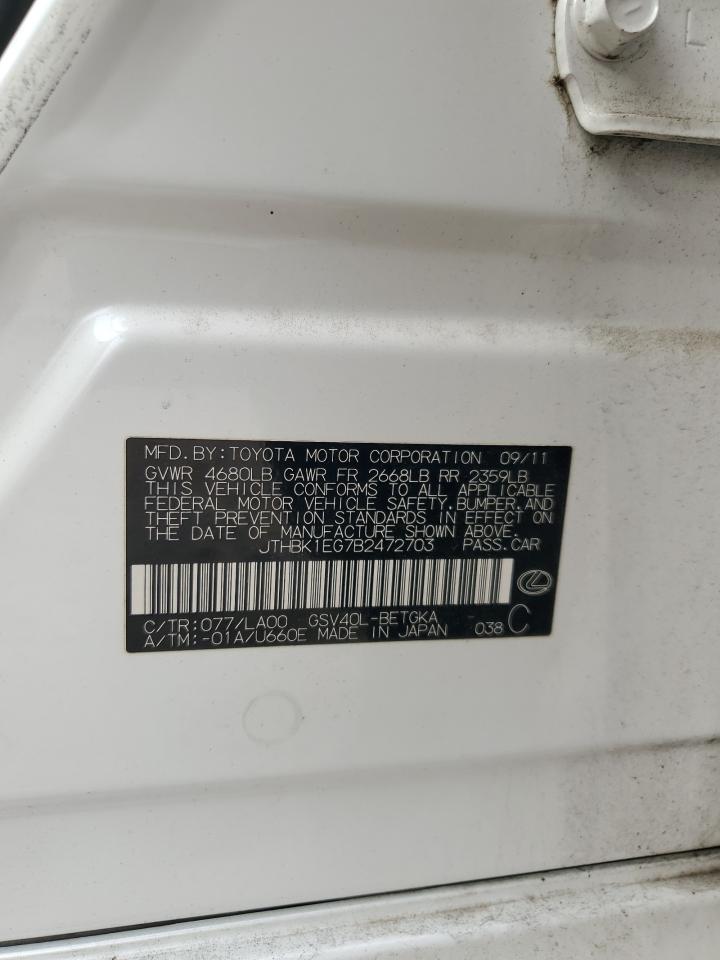 MFD. BY: TOYOTA MOTOR CORPORATION 09/11
GVWR 4680LB GAWR FR 2668LB RR 2359LB
THIS VEHICLE CONFORMS TO ALL APPLICABLE
FEDERAL MOTOR VEHICLE SAFETY, BUMPER, AND
THEFT PREVENTION STANDARDS IN EFFECT ON
THE DATE OF MANUFACTURE SHOWN ABOVE.
JTHBK1EG7B2472703 PASS. CAR
C/TR: 077/LA00 GSV40L-BETGKA
A/TM: -01A/U660E MADE IN JAPAN 038 C
L